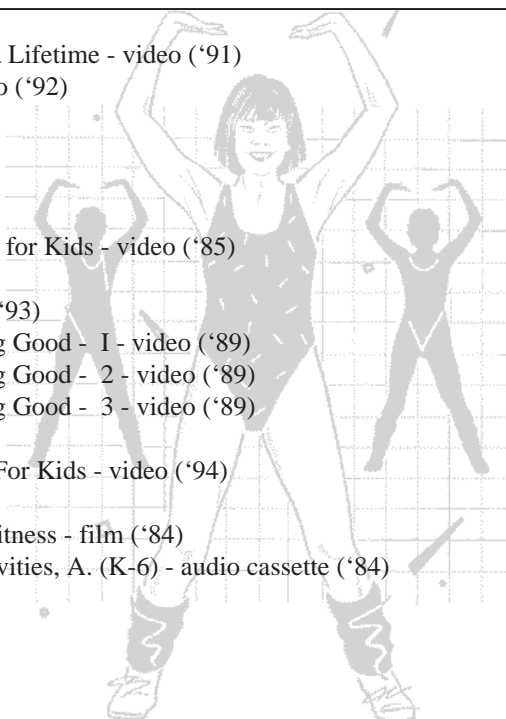 Lifetime - video (‘91)
o (‘92)
for Kids - video (‘85)
‘93)
g Good - I - video (‘89)
g Good - 2 - video (‘89)
g Good - 3 - video (‘89)
For Kids - video (‘94)
itness - film (‘84)
vities, A. (K-6) - audio cassette (‘84)